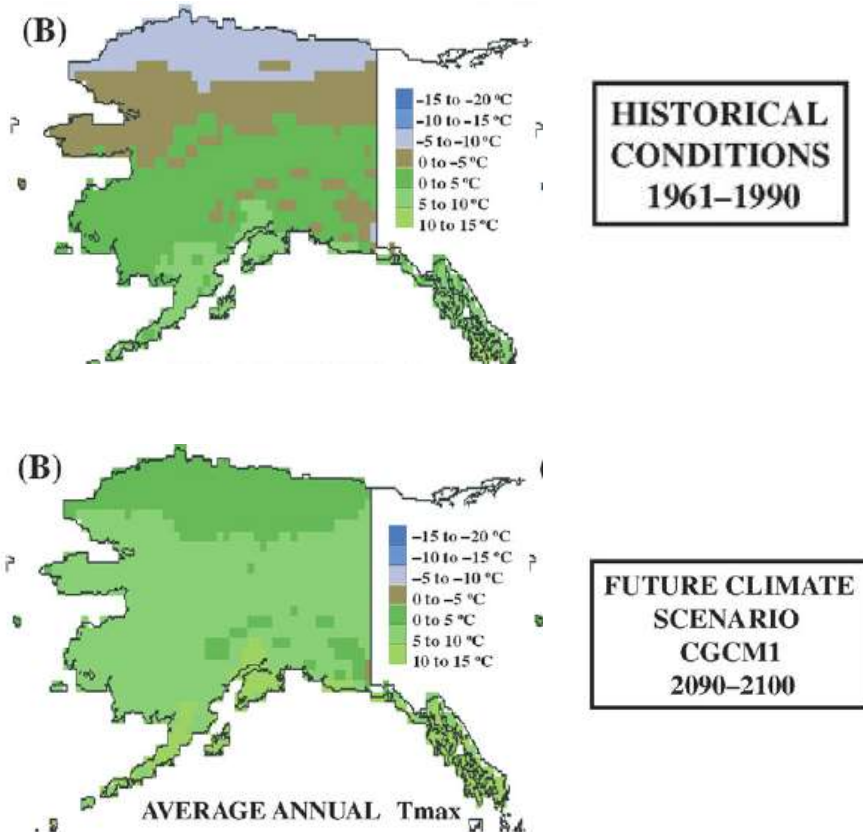 (B)
−15 to −20 °C
−10 to −15 °C
−5 to −10 °C
0 to −5 °C
0 to 5 °C
5 to 10 °C
10 to 15 °C
HISTORICAL
CONDITIONS
1961–1990
(B)
−15 to −20 °C
−10 to −15 °C
−5 to −10 °C
0 to −5 °C
0 to 5 °C
5 to 10 °C
10 to 15 °C
FUTURE CLIMATE
SCENARIO
CGCM1
2090–2100
AVERAGE ANNUAL Tmax